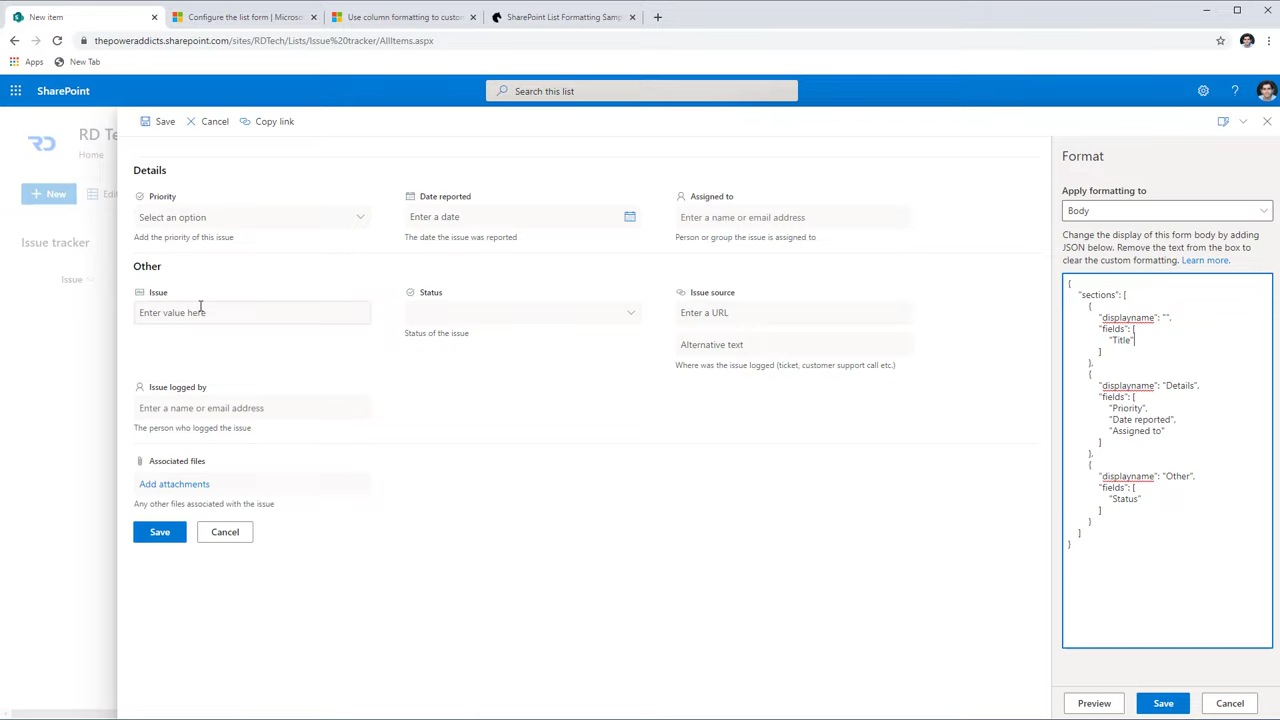 New item
Configure the list form | Microsof
Use column formatting to custom
SharePoint List Formatting Samp
thepoweraddicts.sharepoint.com/sites/RDTech/Lists/Issue%20tracker/AllItems.aspx
Apps
New Tab
SharePoint
Search this list
RD Te
Home
New
Edit
Issue tracker
Issue
Save
Cancel
Copy link
Details
Priority
Date reported
Assigned to
Select an option
Enter a date
Enter a name or email address
Add the priority of this issue
The date the issue was reported
Person or group the issue is assigned to
Other
Issue
Status
Issue source
Enter value here
Enter a URL
Status of the issue
Alternative text
Where was the issue logged (ticket, customer support call etc.)
Issue logged by
Enter a name or email address
The person who logged the issue
Associated files
Add attachments
Any other files associated with the issue
Save
Cancel
Format
Apply formatting to
Body
Change the display of this form body by adding
JSON below. Remove the text from the box to
clear the custom formatting. Learn more.
{
"sections": [
{
"displayname": "",
"fields": [
"Title"
]
},
{
"displayname": "Details",
"fields": [
"Priority",
"Date reported",
"Assigned to"
]
},
{
"displayname": "Other",
"fields": [
"Status"
]
}
]
}
Preview
Save
Cancel